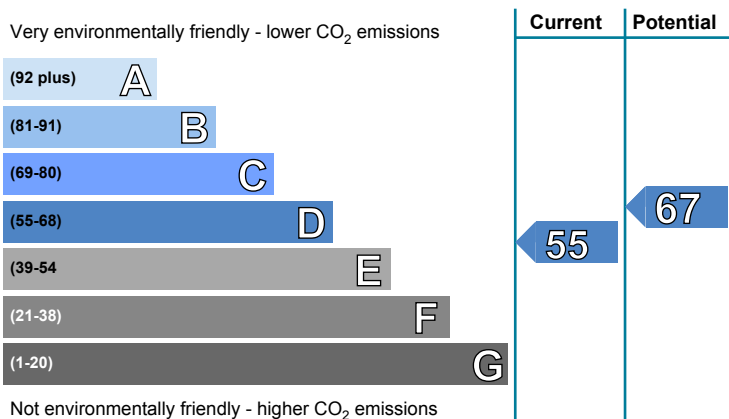 Current Potential
Very environmentally friendly - lower CO2 emissions
(92 plus) A
(81-91) B
(69-80) C
(55-68) D
67
55
(39-54 E
(21-38) F
(1-20) G
Not environmentally friendly - higher CO2 emissions